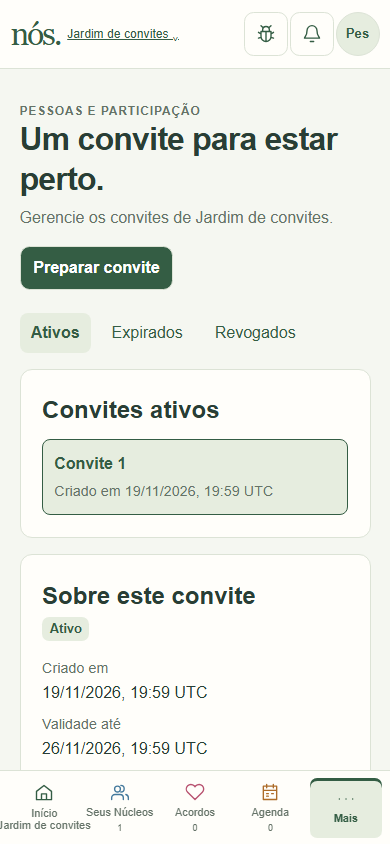 nós. Jardim de convites
Pes
PESSOAS E PARTICIPAÇÃO
Um convite para estar
perto.
Gerencie os convites de Jardim de convites.
Preparar convite
Ativos Expirados Revogados
Convites ativos
Convite 1
Criado em 19/11/2026, 19:59 UTC
Sobre este convite
Ativo
Criado em
19/11/2026, 19:59 UTC
Validade até
26/11/2026, 19:59 UTC
Início Seus Núcleos Acordos Agenda Mais
Jardim de convites 1 0 0